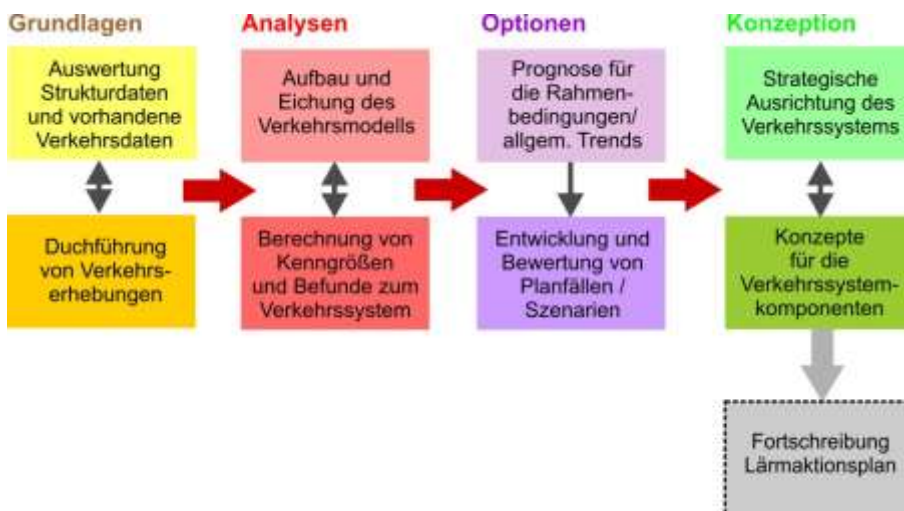 Grundlagen
Auswertung
Strukturdaten
und vorhandene
Verkehrsdaten
Duchführung
von Verkehrs-
erhebungen
Analysen
Aufbau und
Eichung des
Verkehrsmodells
Berechnung von
Kenngrößen
und Befunde zum
Verkehrssystem
Optionen
Prognose für
die Rahmen-
bedingungen/
allgem. Trends
Entwicklung und
Bewertung von
Planfällen /
Szenarien
Konzeption
Strategische
Ausrichtung des
Verkehrssystems
Konzepte
für die
Verkehrssystem-
komponenten
Fortschreibung
Lärmaktionsplan